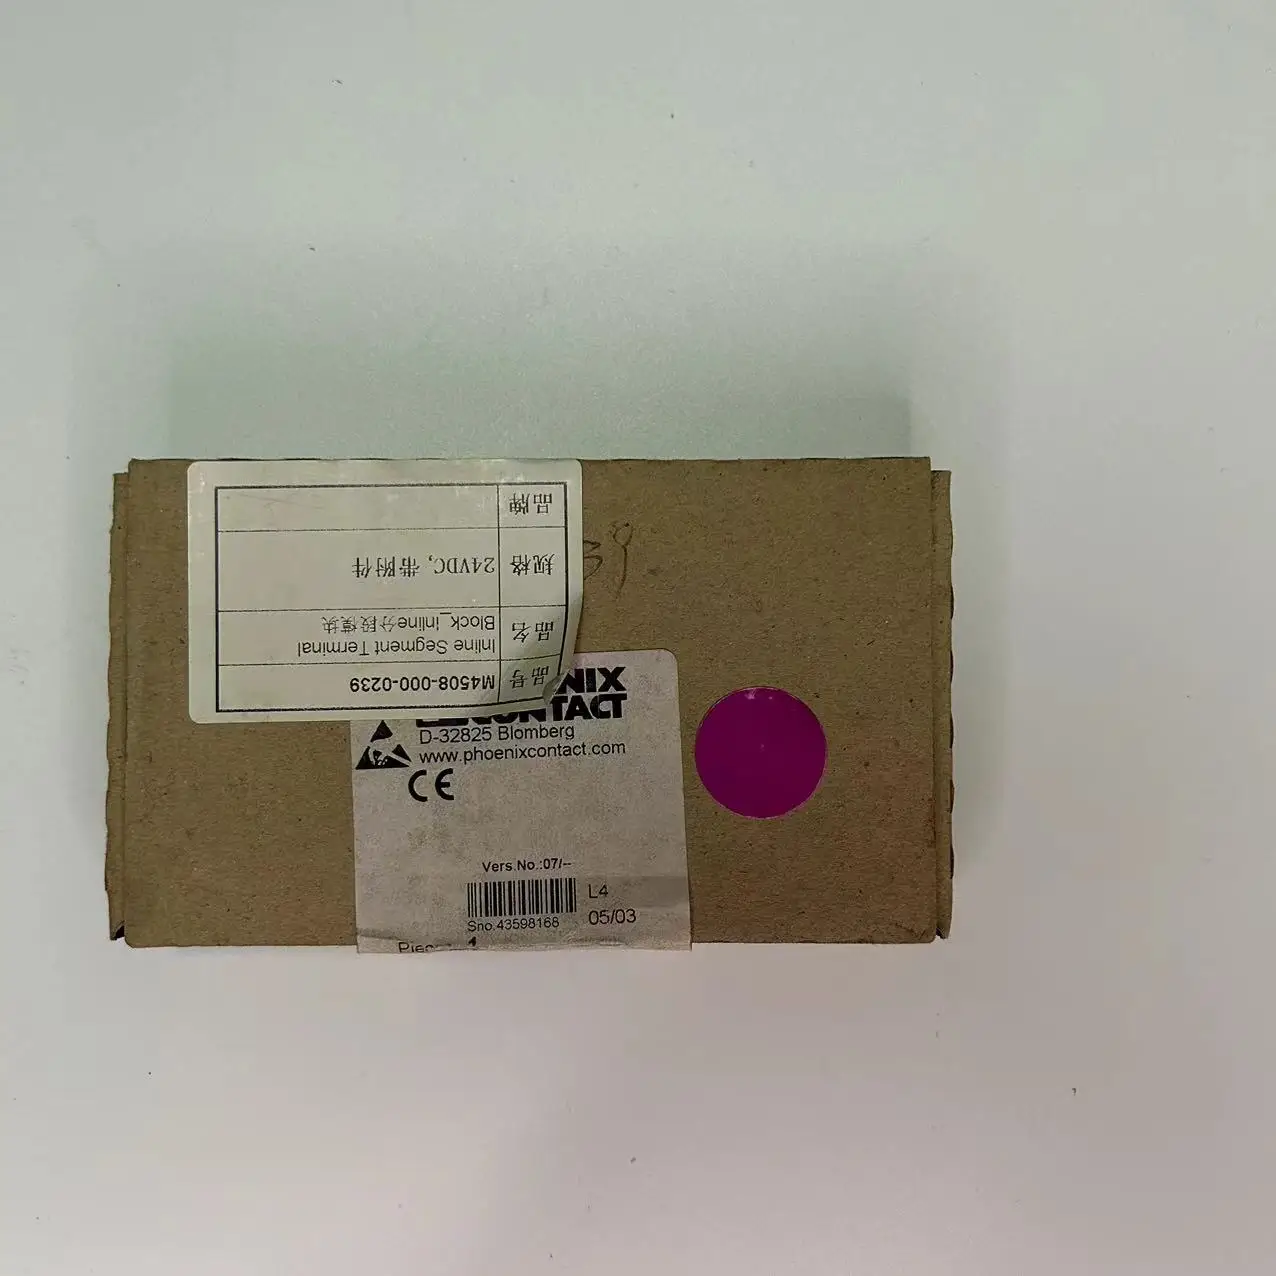 品号 M4508-000-0239
品名 Inline Segment Terminal
Block_inline分段模块
规格 24VDC, 带附件
品牌
39
NIX
CONTACT
D-32825 Blomberg
www.phoenixcontact.com
CE
Vers.No.:07/--
L4
Sno.43598168
05/03
1